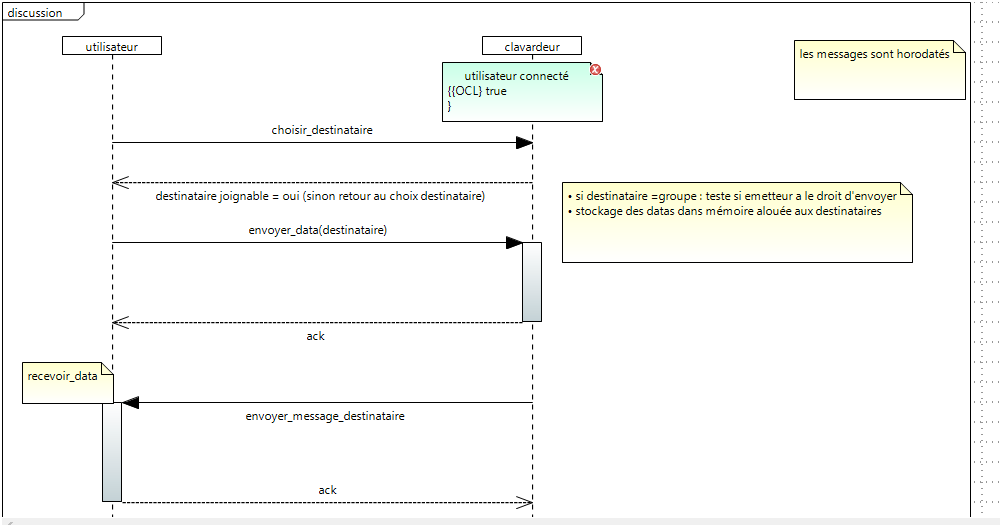 discussion
utilisateur
clavardeur
les messages sont horodatés
utilisateur connecté
{{OCL} true
}
choisir_destinataire
destinataire joignable = oui (sinon retour au choix destinataire)
• si destinataire =groupe : teste si emetteur a le droit d'envoyer
• stockage des datas dans mémoire alouée aux destinataires
envoyer_data(destinataire)
ack
recevoir_data
envoyer_message_destinataire
ack